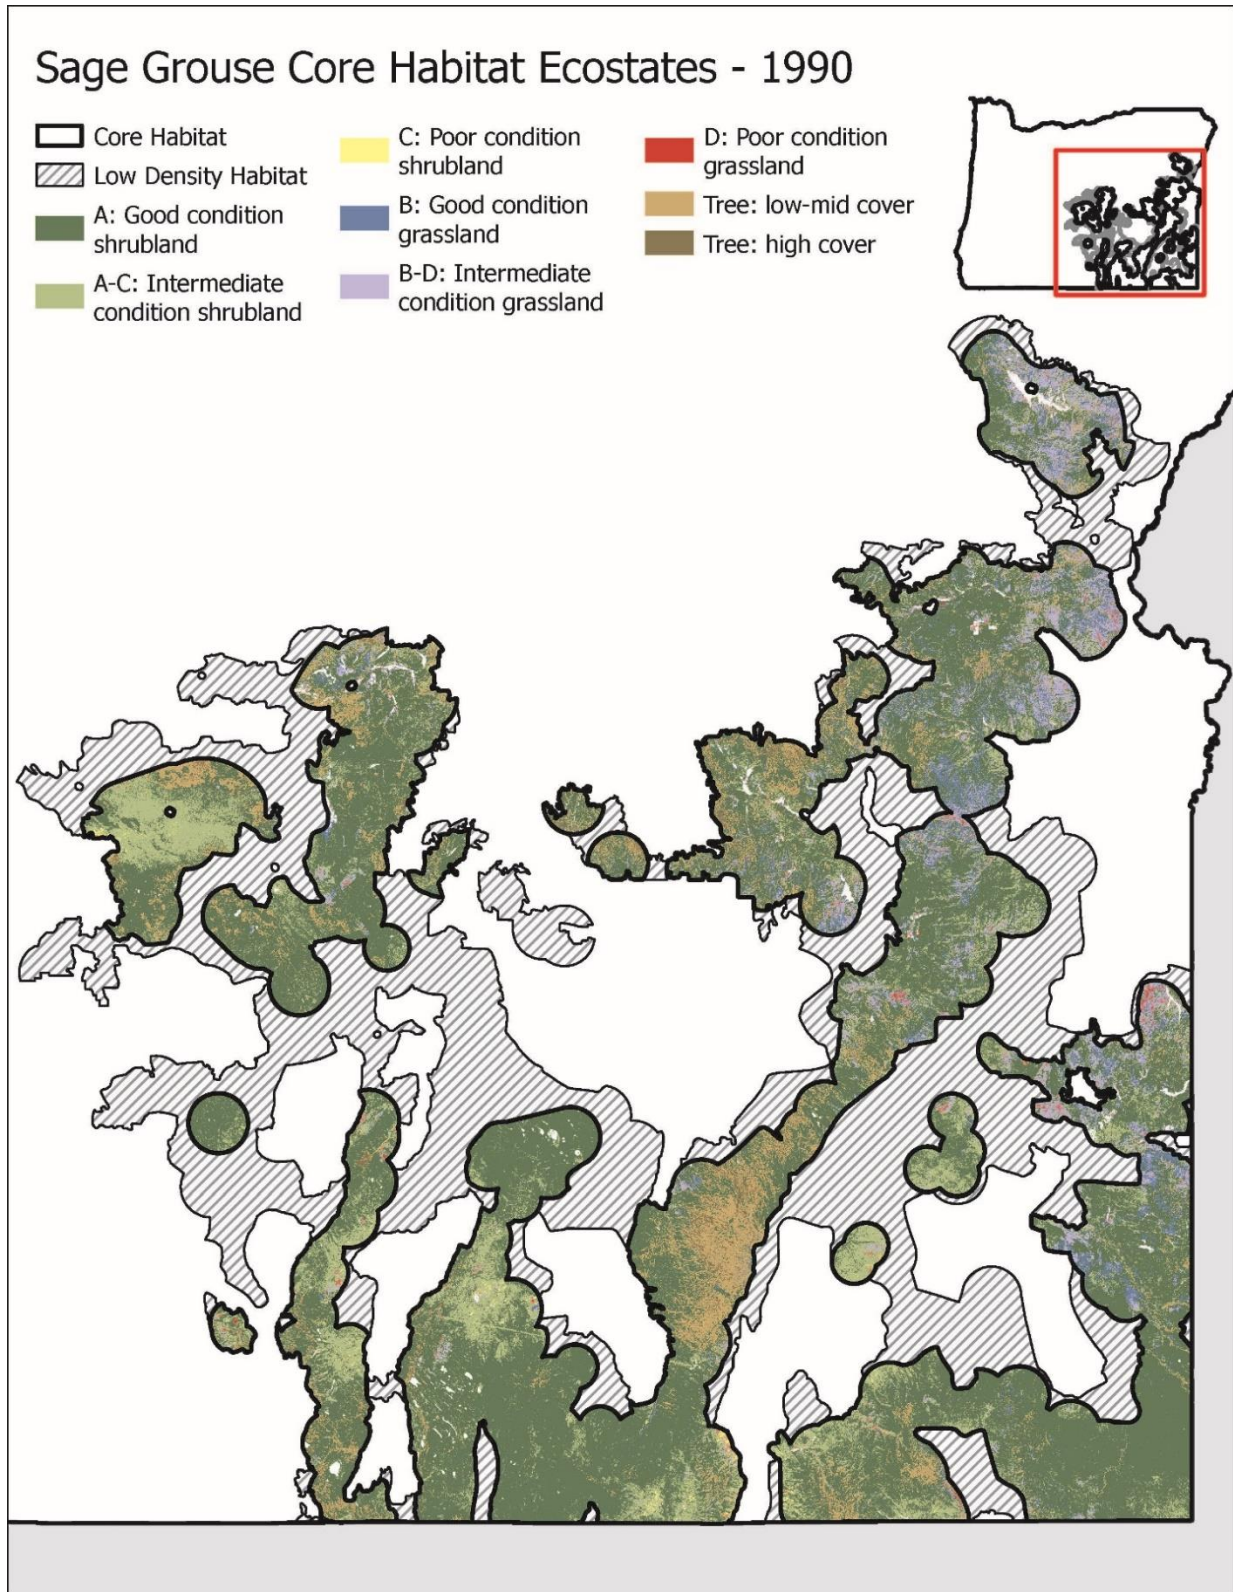 Sage Grouse Core Habitat Ecostates - 1990
Core Habitat
Low Density Habitat
A: Good condition
shrubland
A-C: Intermediate
condition shrubland
C: Poor condition
shrubland
B: Good condition
grassland
B-D: Intermediate
condition grassland
D: Poor condition
grassland
Tree: low-mid cover
Tree: high cover